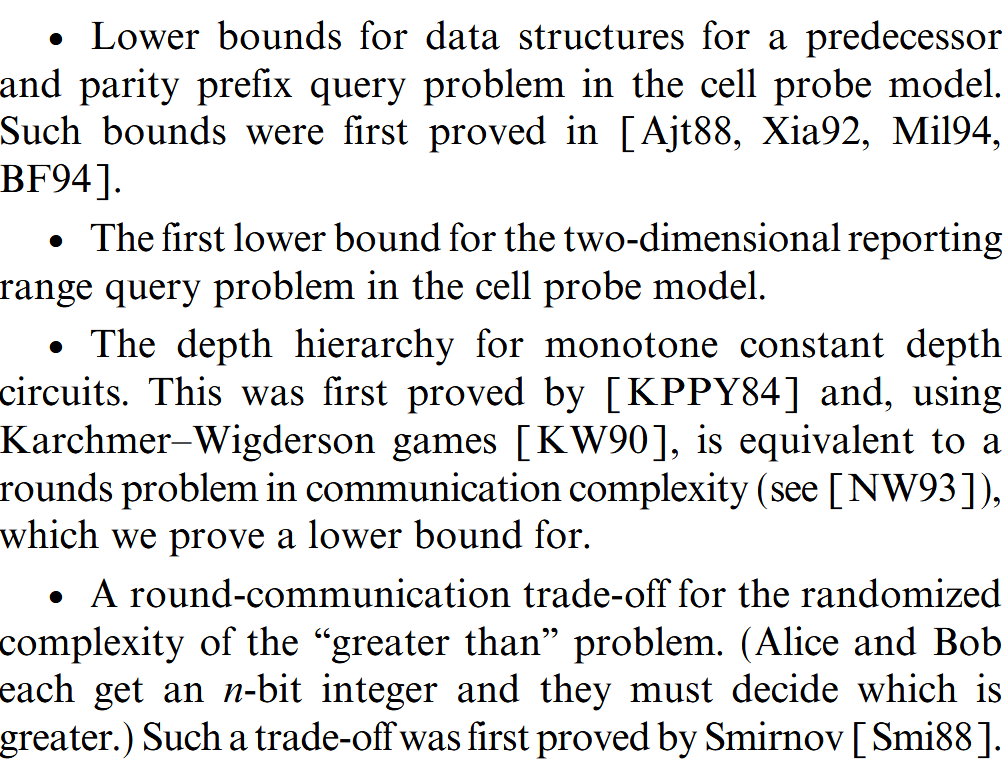 • Lower bounds for data structures for a predecessor
and parity prefix query problem in the cell probe model.
Such bounds were first proved in [Ajt88, Xia92, Mil94,
BF94].
• The first lower bound for the two-dimensional reporting
range query problem in the cell probe model.
• The depth hierarchy for monotone constant depth
circuits. This was first proved by [KPPY84] and, using
Karchmer–Wigderson games [KW90], is equivalent to a
rounds problem in communication complexity (see [NW93]),
which we prove a lower bound for.
• A round-communication trade-off for the randomized
complexity of the “greater than” problem. (Alice and Bob
each get an n-bit integer and they must decide which is
greater.) Such a trade-off was first proved by Smirnov [Smi88].